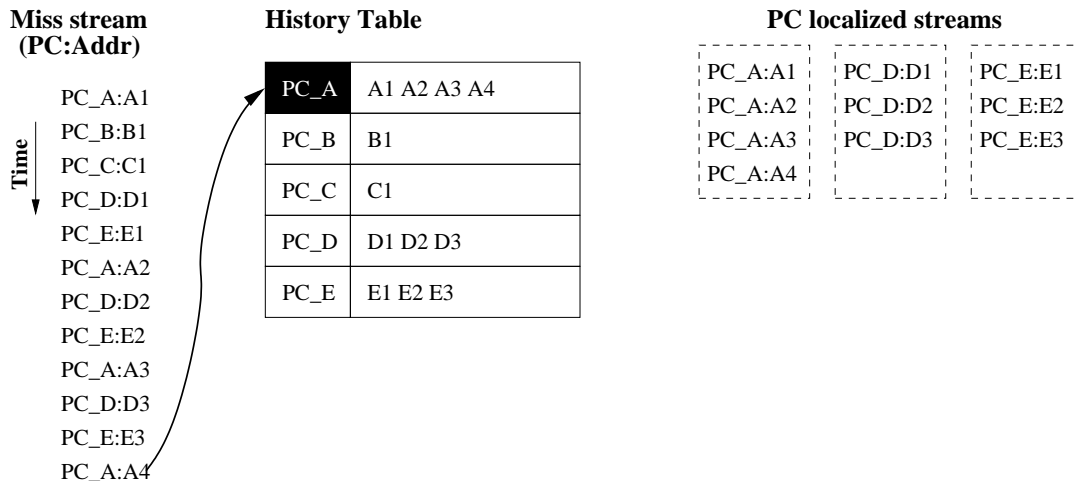 Miss stream
(PC:Addr)
Time
PC_A:A1
PC_B:B1
PC_C:C1
PC_D:D1
PC_E:E1
PC_A:A2
PC_D:D2
PC_E:E2
PC_A:A3
PC_D:D3
PC_E:E3
PC_A:A4
History Table
PC_A A1 A2 A3 A4
PC_B B1
PC_C C1
PC_D D1 D2 D3
PC_E E1 E2 E3
PC localized streams
PC_A:A1
PC_A:A2
PC_A:A3
PC_A:A4
PC_D:D1
PC_D:D2
PC_D:D3
PC_E:E1
PC_E:E2
PC_E:E3